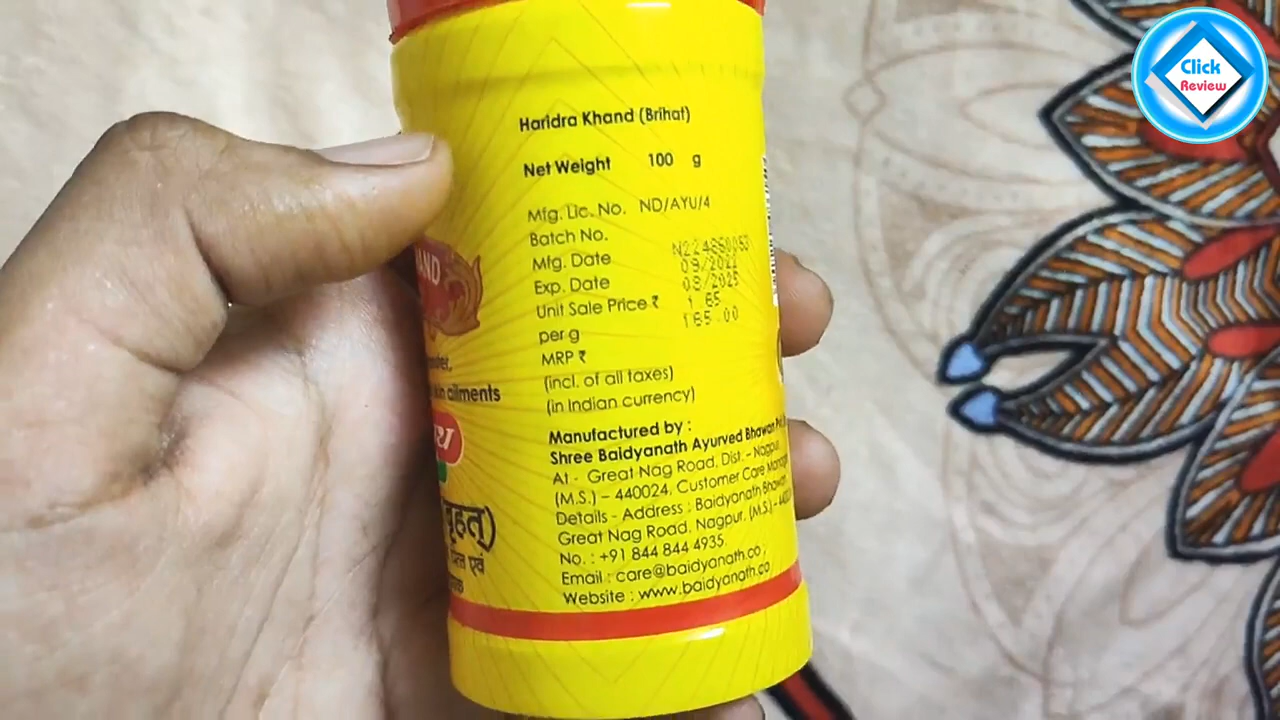 Click
Review
Haridra Khand (Brihat)
Net Weight 100 g
Mfg. Lic. No. ND/AYU/4
Batch No. N224850053
Mfg. Date 09/2022
Exp. Date 08/2025
Unit Sale Price ₹ 1.65
per g 165.00
MRP ₹
(incl. of all taxes)
(in Indian currency)
Manufactured by :
Shree Baidyanath Ayurved Bhawan
At - Great Nag Road, Dist. - Nagpur
(M.S.) – 440024, Customer Care
Details - Address : Baidyanath Bhawan
Great Nag Road, Nagpur, (M.S.)
No. : +91 844 844 4935,
Email : care@baidyanath.co
Website : www.baidyanath.co
ailments
एवं